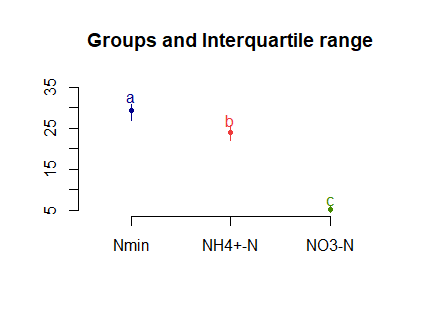 Groups and Interquartile range
35
25
15
5
a
b
c
Nmin NH4+-N NO3-N